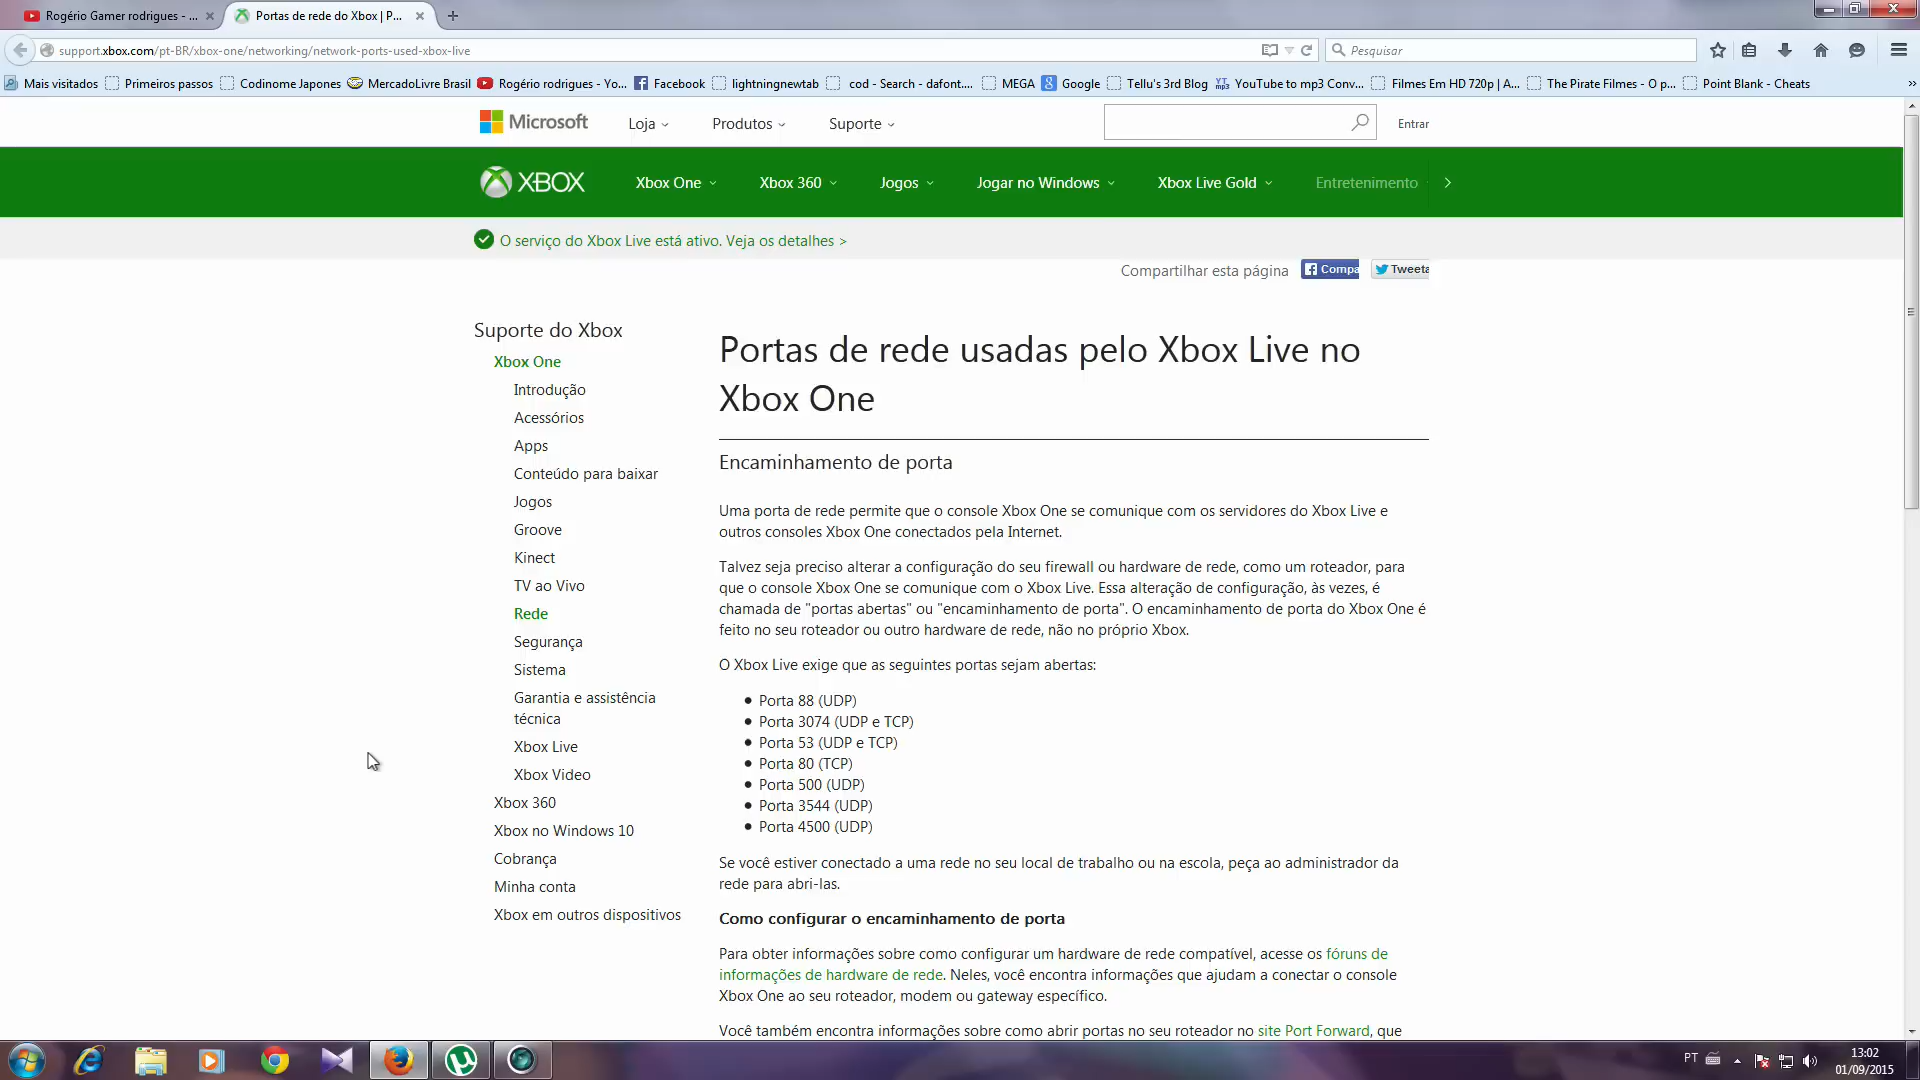 Rogério Gamer rodrigues - ...
Portas de rede do Xbox | P...
support.xbox.com/pt-BR/xbox-one/networking/network-ports-used-xbox-live
Pesquisar
Mais visitados
Primeiros passos
Codinome Japones
MercadoLivre Brasil
Rogério rodrigues - Yo...
Facebook
lightningnewtab
cod - Search - dafont....
MEGA
Google
Tellu's 3rd Blog
YouTube to mp3 Conv...
Filmes Em HD 720p | A...
The Pirate Filmes - O p...
Point Blank - Cheats
Microsoft
Loja
Produtos
Suporte
Entrar
XBOX
Xbox One
Xbox 360
Jogos
Jogar no Windows
Xbox Live Gold
Entretenimento
O serviço do Xbox Live está ativo. Veja os detalhes >
Compartilhar esta página
Compa
Tweeta
Suporte do Xbox
Xbox One
Introdução
Acessórios
Apps
Conteúdo para baixar
Jogos
Groove
Kinect
TV ao Vivo
Rede
Segurança
Sistema
Garantia e assistência
técnica
Xbox Live
Xbox Video
Xbox 360
Xbox no Windows 10
Cobrança
Minha conta
Xbox em outros dispositivos
Portas de rede usadas pelo Xbox Live no
Xbox One
Encaminhamento de porta
Uma porta de rede permite que o console Xbox One se comunique com os servidores do Xbox Live e
outros consoles Xbox One conectados pela Internet.
Talvez seja preciso alterar a configuração do seu firewall ou hardware de rede, como um roteador, para
que o console Xbox One se comunique com o Xbox Live. Essa alteração de configuração, às vezes, é
chamada de "portas abertas" ou "encaminhamento de porta". O encaminhamento de porta do Xbox One é
feito no seu roteador ou outro hardware de rede, não no próprio Xbox.
O Xbox Live exige que as seguintes portas sejam abertas:
• Porta 88 (UDP)
• Porta 3074 (UDP e TCP)
• Porta 53 (UDP e TCP)
• Porta 80 (TCP)
• Porta 500 (UDP)
• Porta 3544 (UDP)
• Porta 4500 (UDP)
Se você estiver conectado a uma rede no seu local de trabalho ou na escola, peça ao administrador da
rede para abri-las.
Como configurar o encaminhamento de porta
Para obter informações sobre como configurar um hardware de rede compatível, acesse os fóruns de
informações de hardware de rede. Neles, você encontra informações que ajudam a conectar o console
Xbox One ao seu roteador, modem ou gateway específico.
Você também encontra informações sobre como abrir portas no seu roteador no site Port Forward, que
PT
13:02
01/09/2015